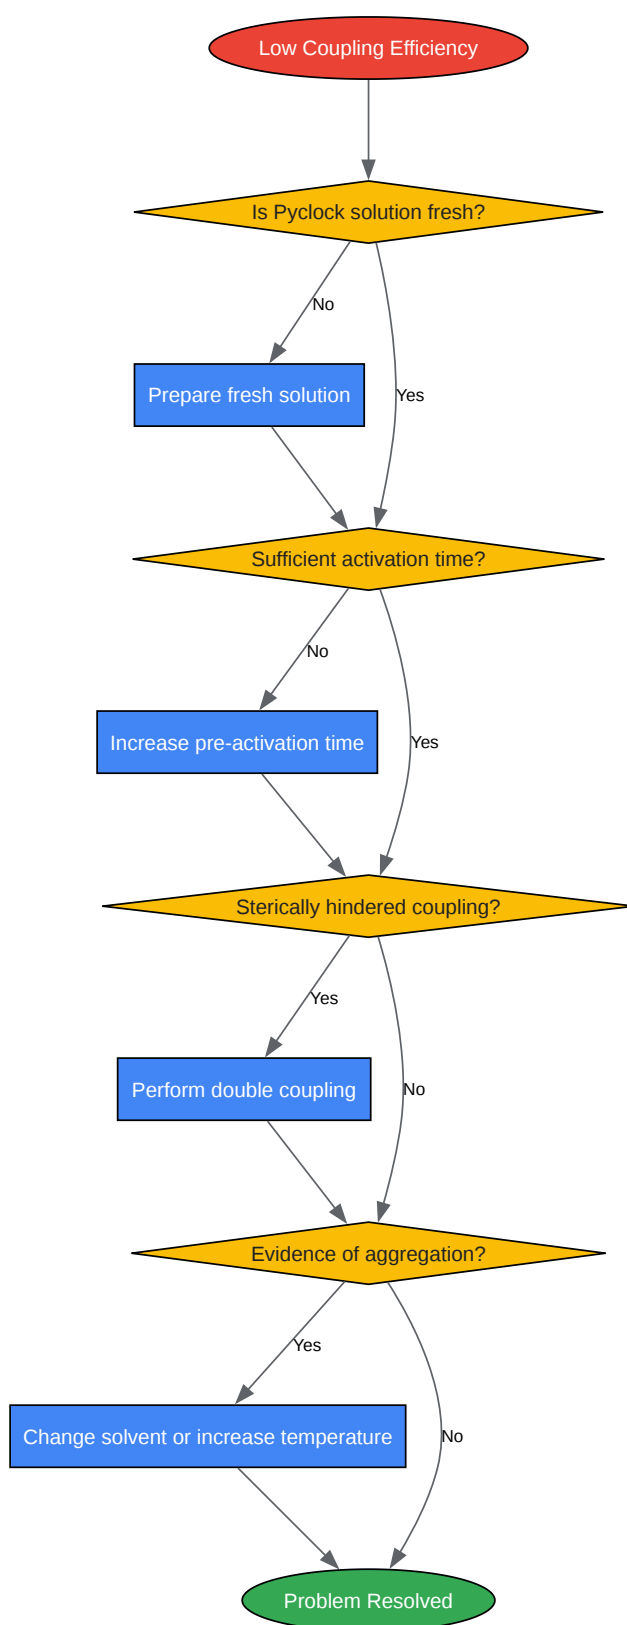 Low Coupling Efficiency
Is Pyclock solution fresh?
No
Prepare fresh solution
Yes
Sufficient activation time?
No
Increase pre-activation time
Yes
Sterically hindered coupling?
Yes
Perform double coupling
No
Evidence of aggregation?
Yes
Change solvent or increase temperature
No
Problem Resolved